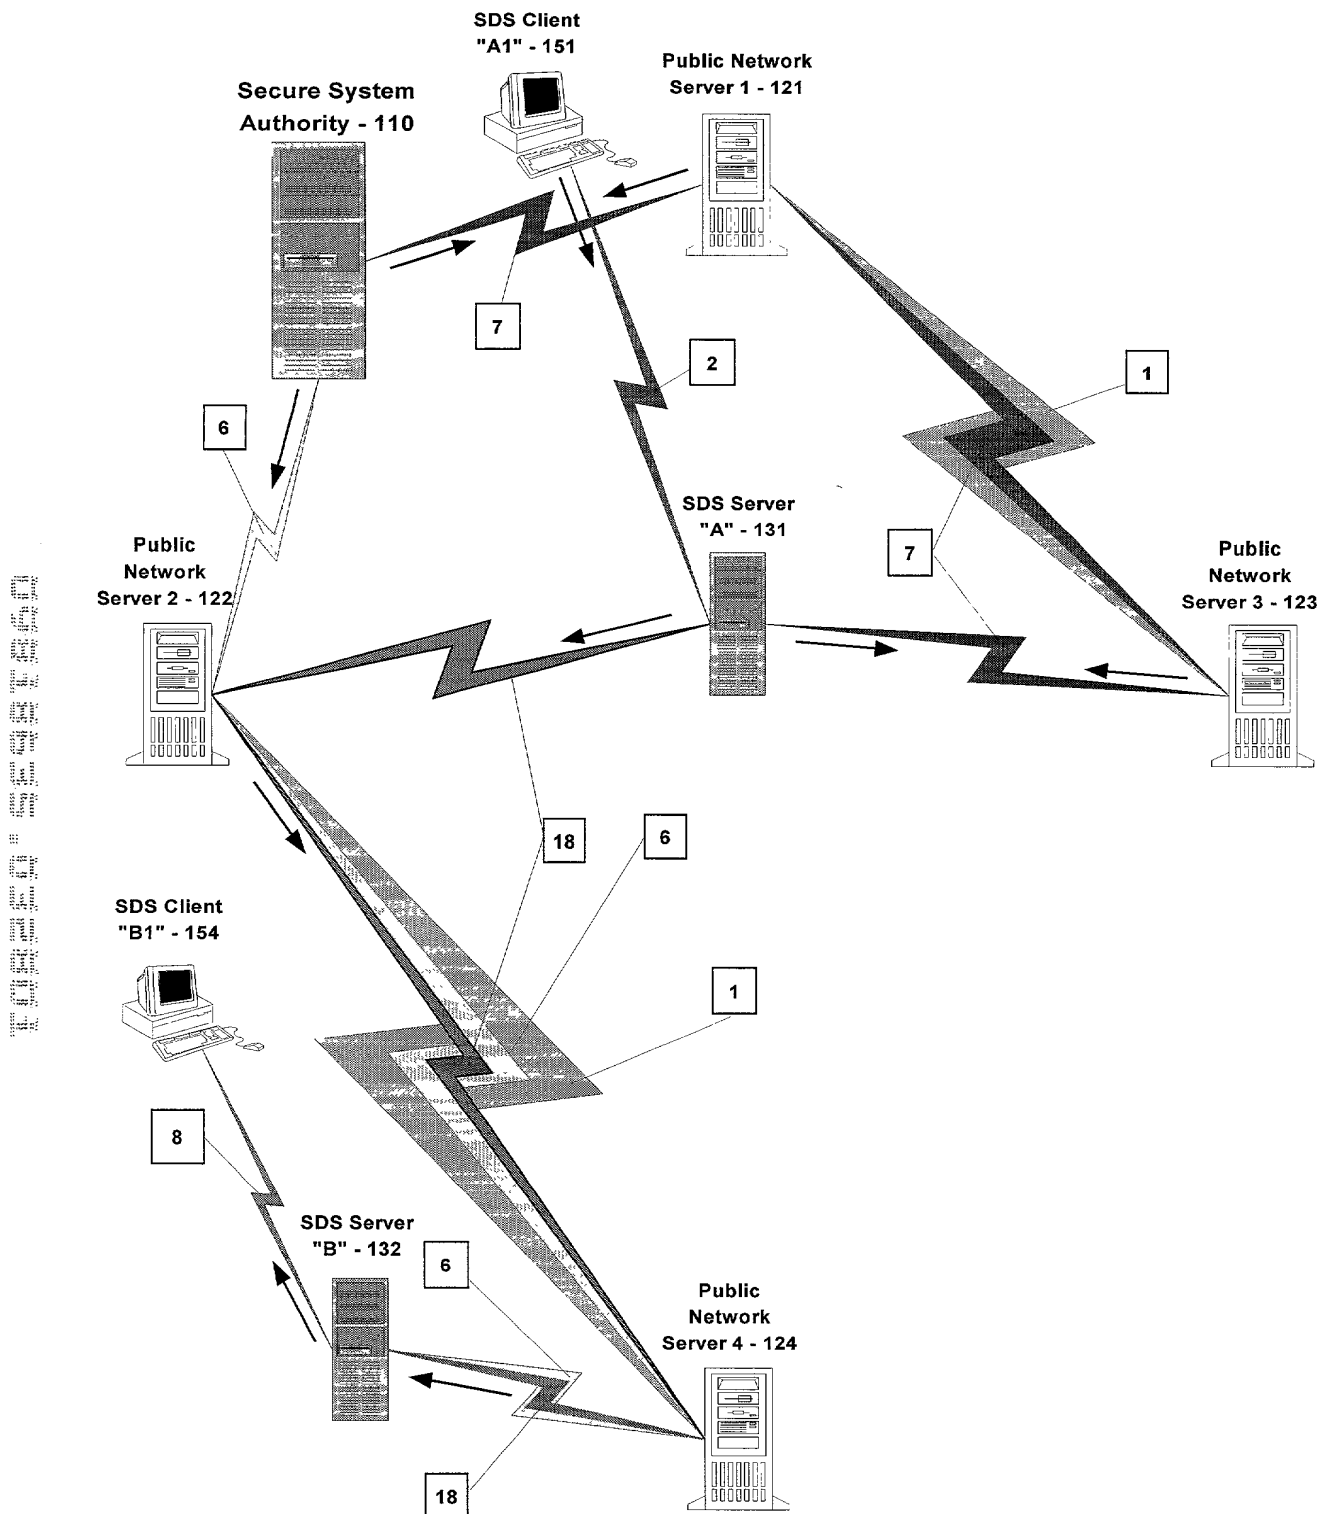 SDS Client
"A1" - 151
Public Network
Server 1 - 121
Secure System
Authority - 110
7
2
1
6
SDS Server
"A" - 131
7
Public
Network
Server 2 - 122
Public
Network
Server 3 - 123
18
6
SDS Client
"B1" - 154
1
8
SDS Server
"B" - 132
6
Public
Network
Server 4 - 124
18